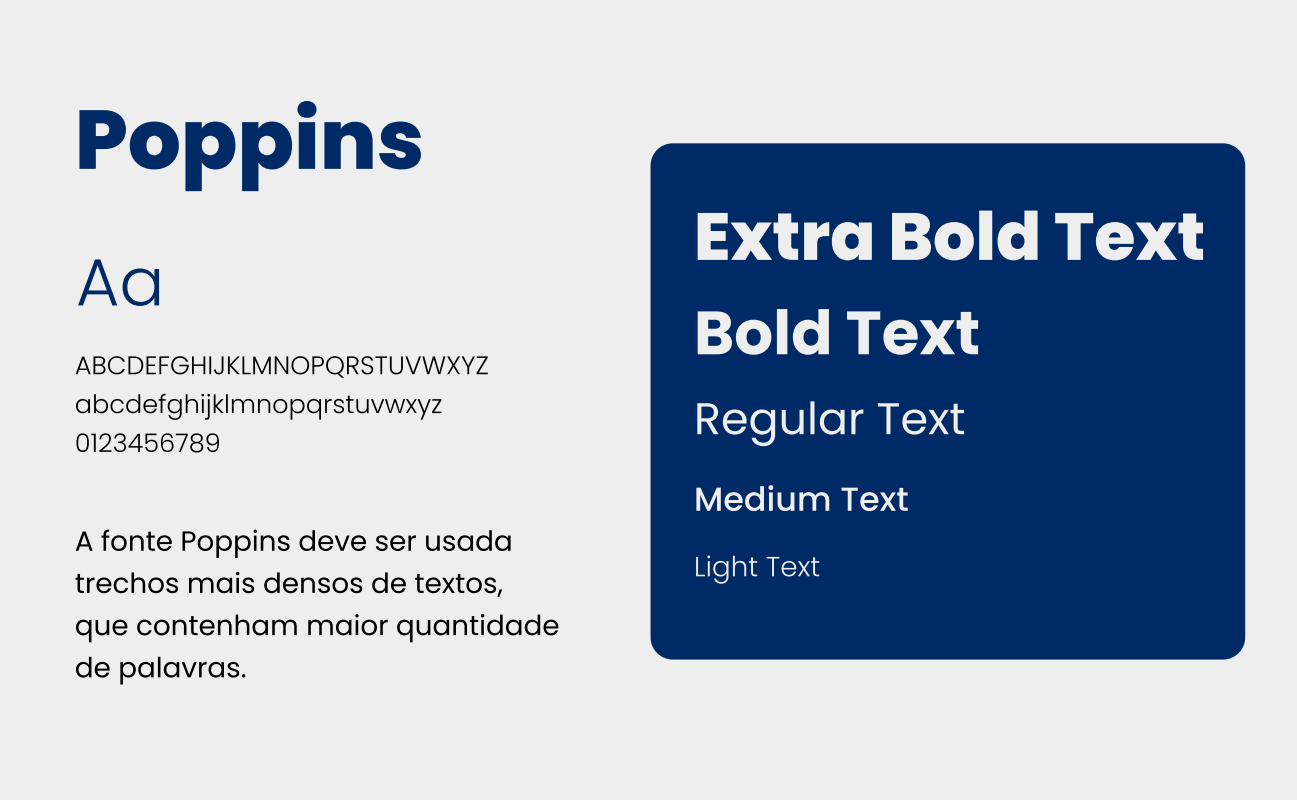 Poppins
Aa
ABCDEFGHIJKLMNOPQRSTUVWXYZ
abcdefghijklmnopqrstuvwxyz
0123456789
A fonte Poppins deve ser usada
trechos mais densos de textos,
que contenham maior quantidade
de palavras.
Extra Bold Text
Bold Text
Regular Text
Medium Text
Light Text